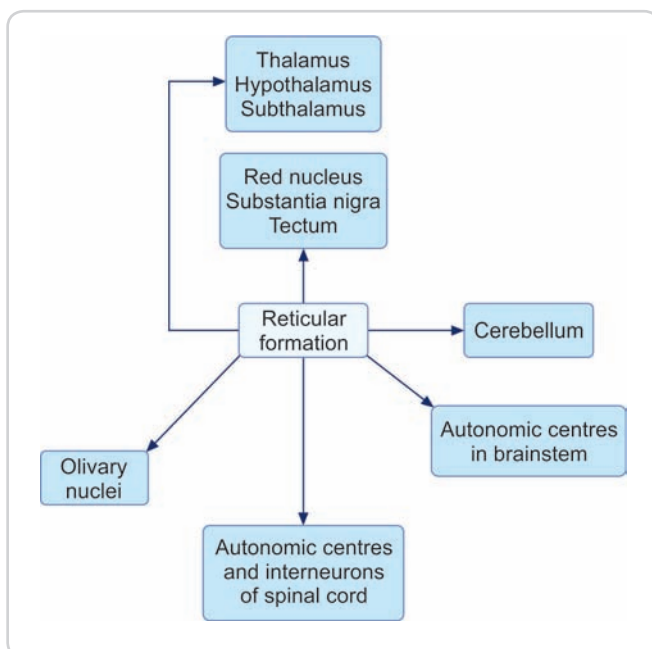 Thalamus
Hypothalamus
Subthalamus
Red nucleus
Substantia nigra
Tectum
Reticular
formation
Cerebellum
Autonomic centres
in brainstem
Olivary
nuclei
Autonomic centres
and interneurons
of spinal cord